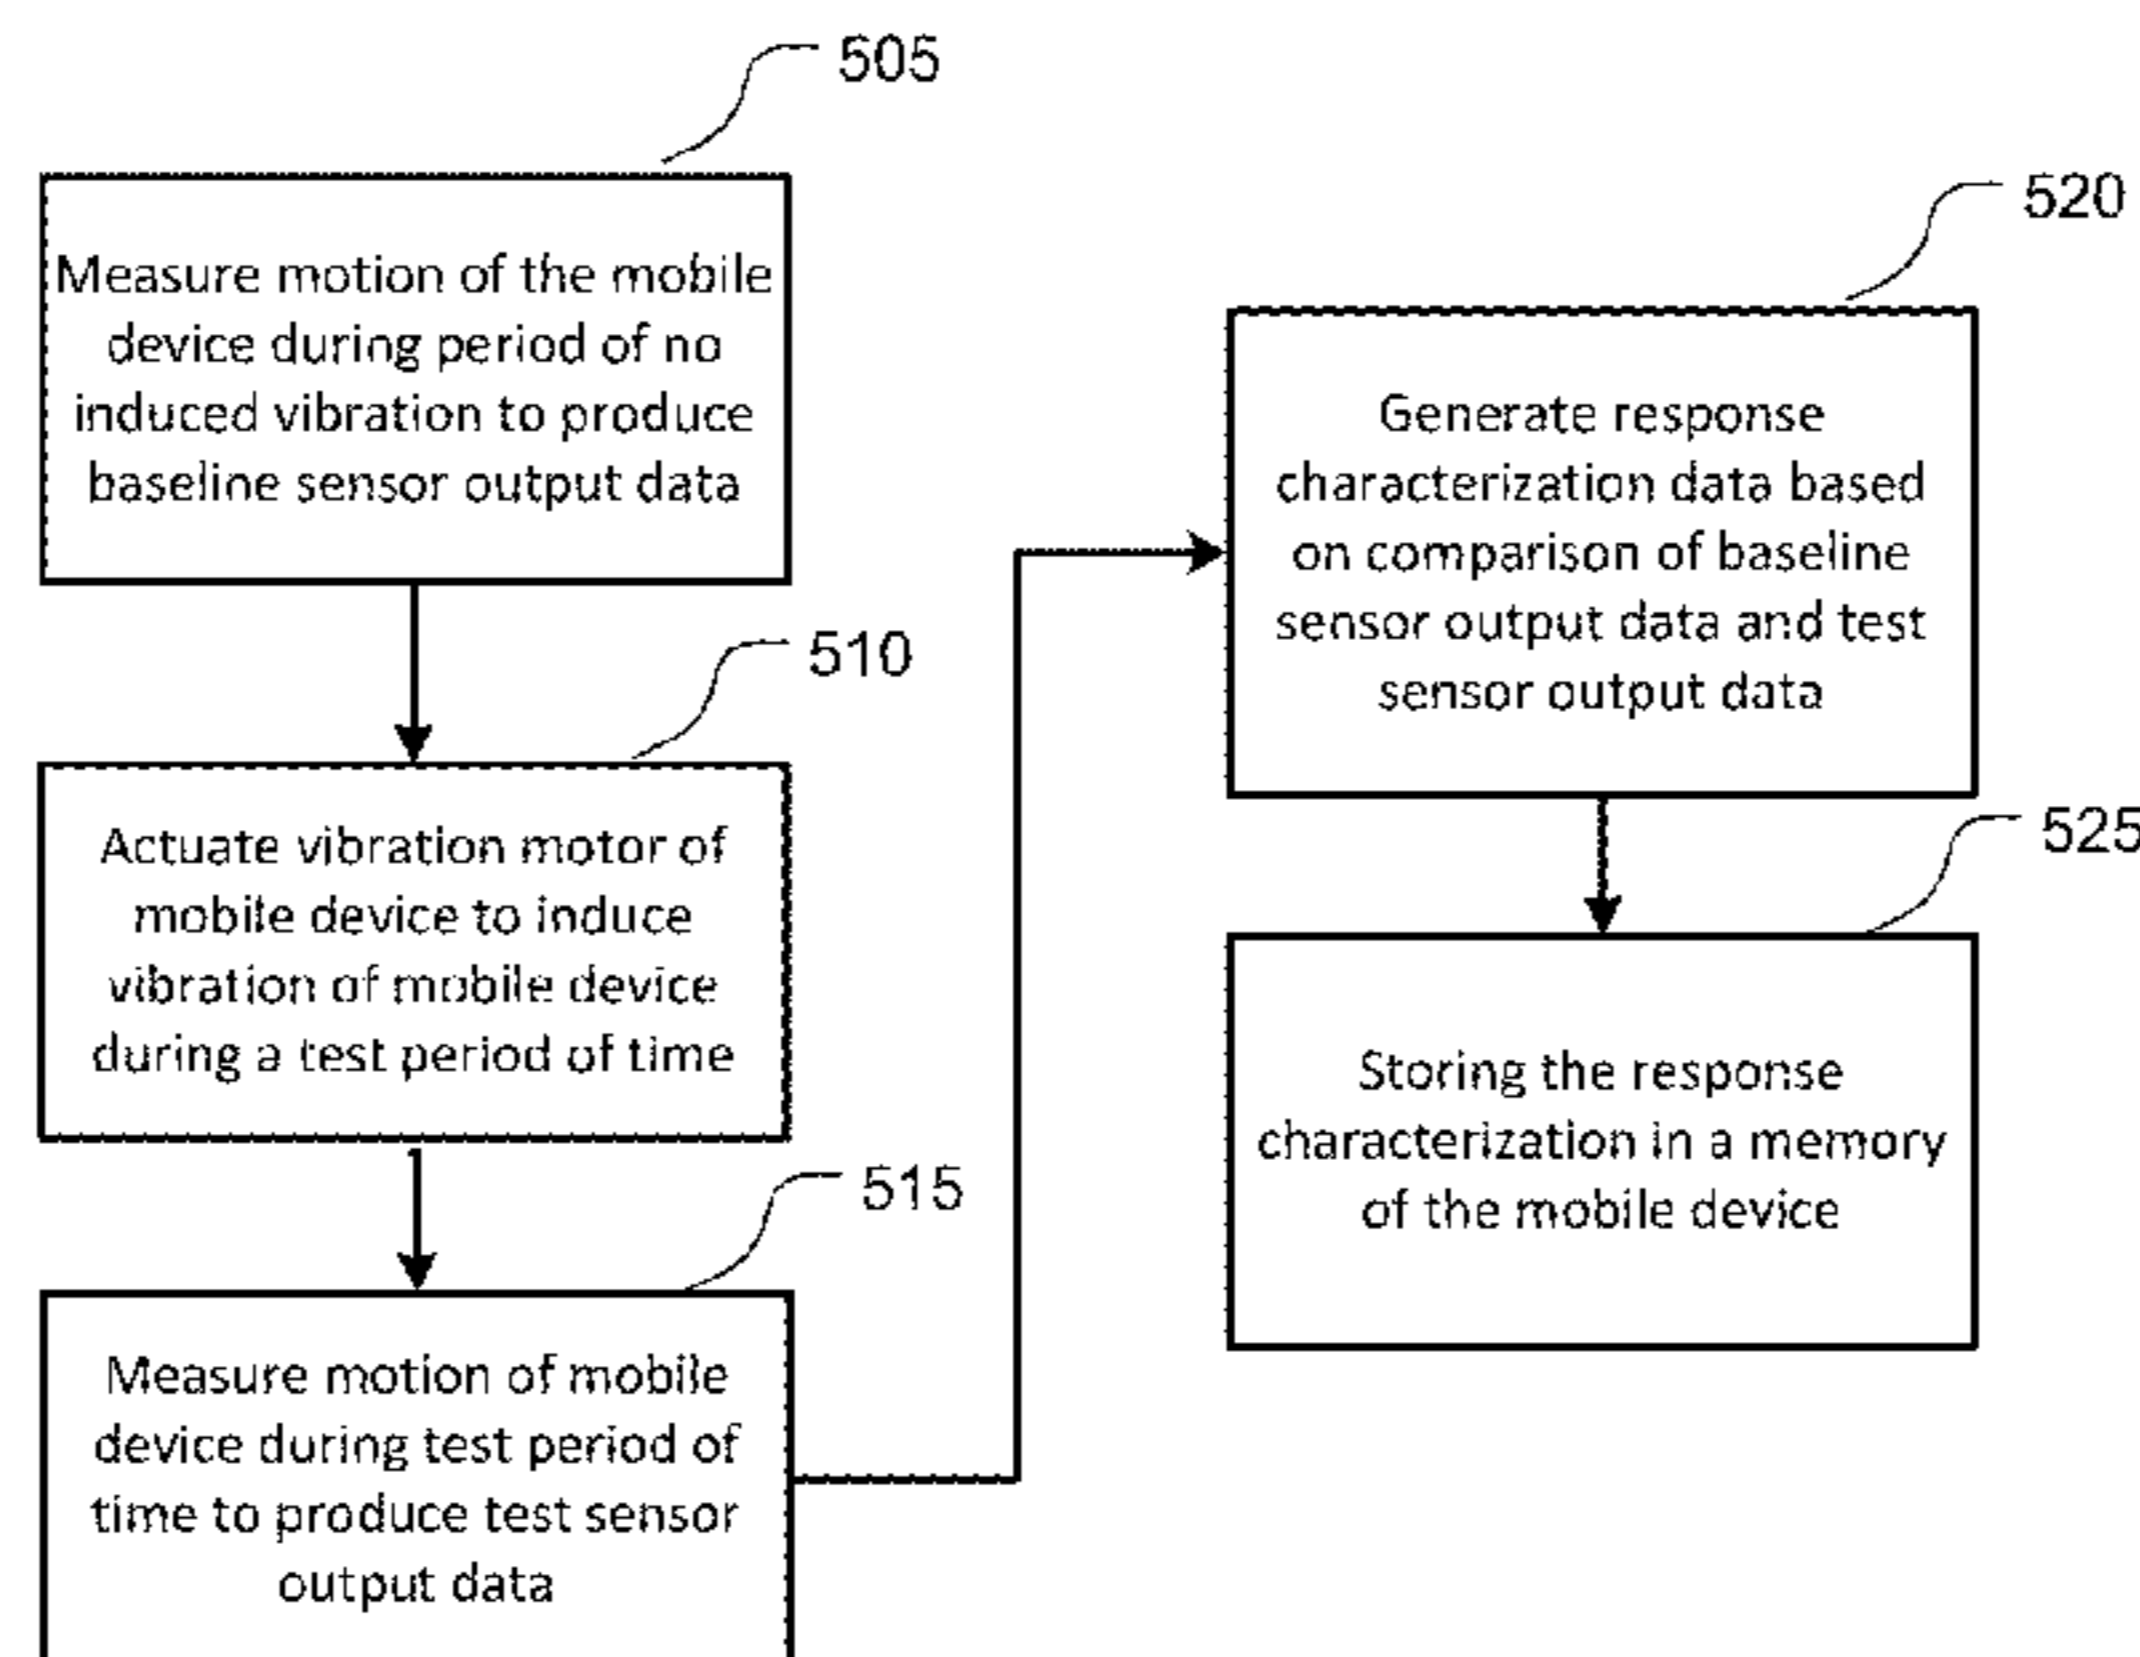 505
Measure motion of the mobile
device during period of no
induced vibration to produce
baseline sensor output data
510
Actuate vibration motor of
mobile device to induce
vibration of mobile device
during a test period of time
515
Measure motion of mobile
device during test period of
time to produce test sensor
output data
520
Generate response
characterization data based
on comparison of baseline
sensor output data and test
sensor output data
525
Storing the response
characterization in a memory
of the mobile device